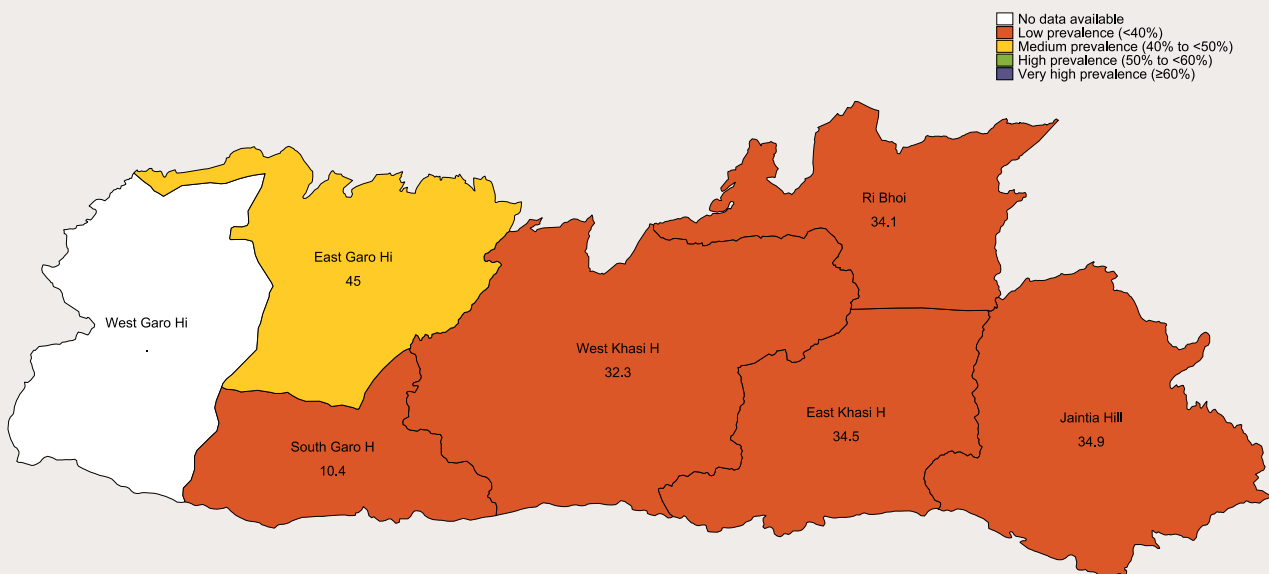 No data available
Low prevalence (<40%)
Medium prevalence (40% to <50%)
High prevalence (50% to <60%)
Very high prevalence (≥60%)
Ri Bhoi
34.1
East Garo Hi
45
West Garo Hi
.
West Khasi H
32.3
East Khasi H
34.5
Jaintia Hill
34.9
South Garo H
10.4